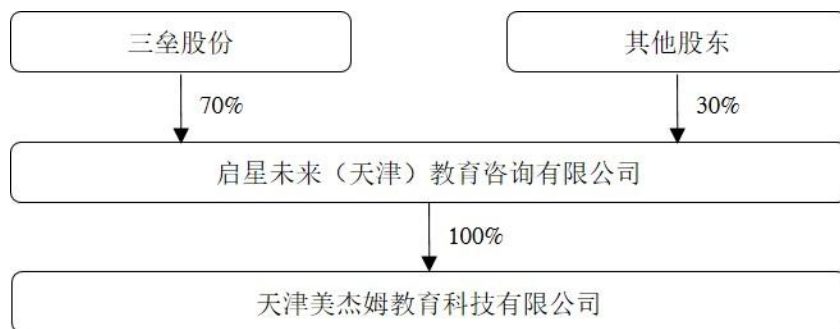 三垒股份
其他股东
70%
30%
启星未来（天津）教育咨询有限公司
100%
天津美杰姆教育科技有限公司